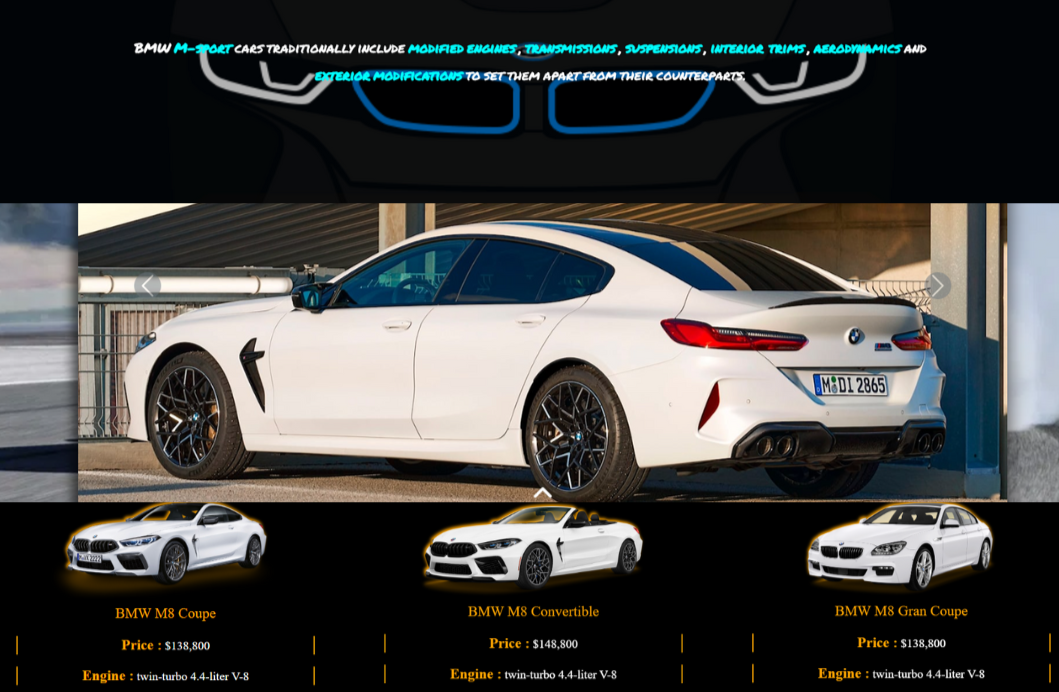 BMW M-SPORT CARS TRADITIONALLY INCLUDE MODIFIED ENGINES, TRANSMISSIONS, SUSPENSIONS, INTERIOR TRIMS, AERODYNAMICS AND
EXTERIOR MODIFICATIONS TO SET THEM APART FROM THEIR COUNTERPARTS.
M DI 2865
BMW M8 Coupe
BMW M8 Convertible
BMW M8 Gran Coupe
Price : $138,800
Price : $148,800
Price : $138,800
Engine : twin-turbo 4.4-liter V-8
Engine : twin-turbo 4.4-liter V-8
Engine : twin-turbo 4.4-liter V-8